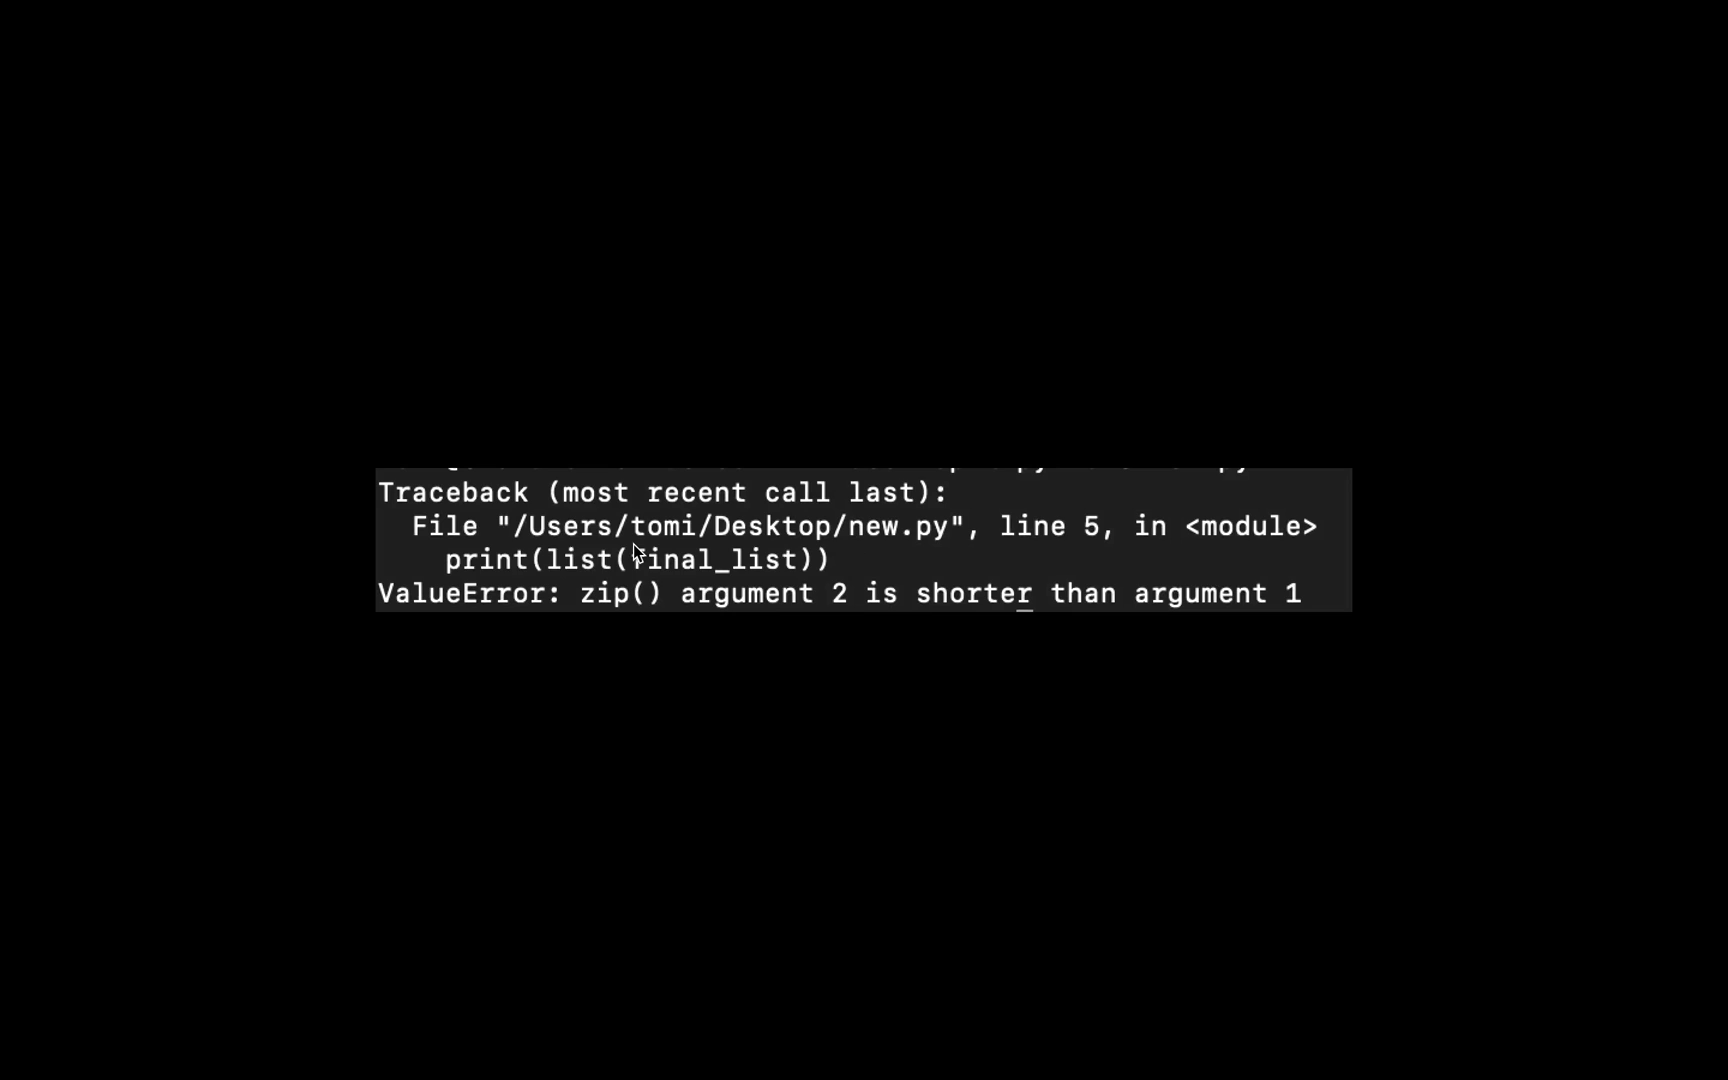 Traceback (most recent call last):
File "/Users/tomi/Desktop/new.py", line 5, in <module>
print(list(final_list))
ValueError: zip() argument 2 is shorter than argument 1